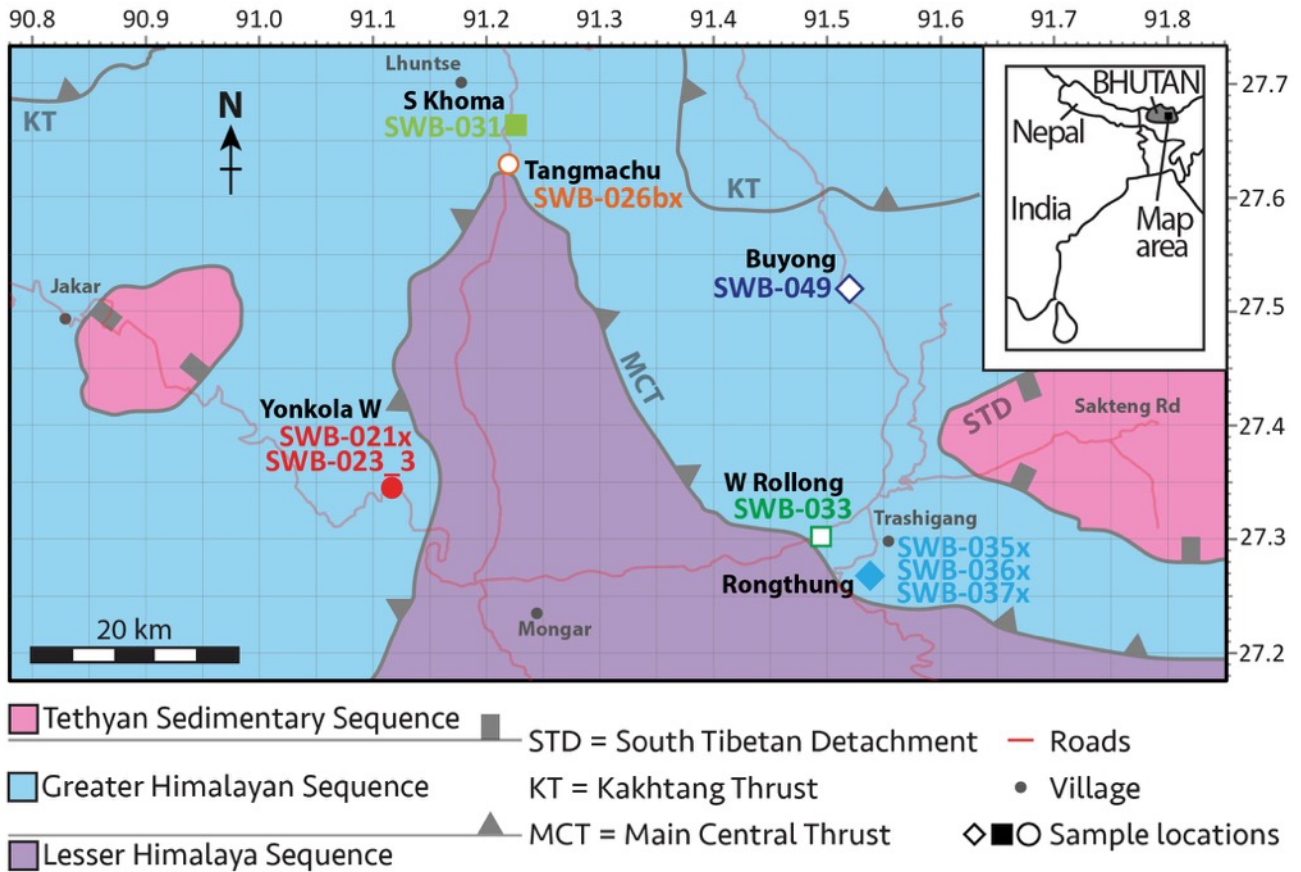 90.8 90.9 91.0 91.1 91.2 91.3 91.4 91.5 91.6 91.7 91.8
Lhuntse
27.7
BHUTAN
S Khoma
KT
N
SWB-031
Nepal
Tangmachu
KT
SWB-026bx
27.6
India
Map
area
Buyong
Jakar
SWB-049
27.5
MCT
Yonkola W
STD
Sakteng Rd
SWB-021x
27.4
SWB-023_3
W Rollong
SWB-033
Trashigang
27.3
SWB-035x
SWB-036x
Rongthung
SWB-037x
20 km
Mongar
27.2
Tethyan Sedimentary Sequence
STD = South Tibetan Detachment
Roads
Greater Himalayan Sequence
KT = Kakhtang Thrust
Village
MCT = Main Central Thrust
Sample locations
Lesser Himalaya Sequence